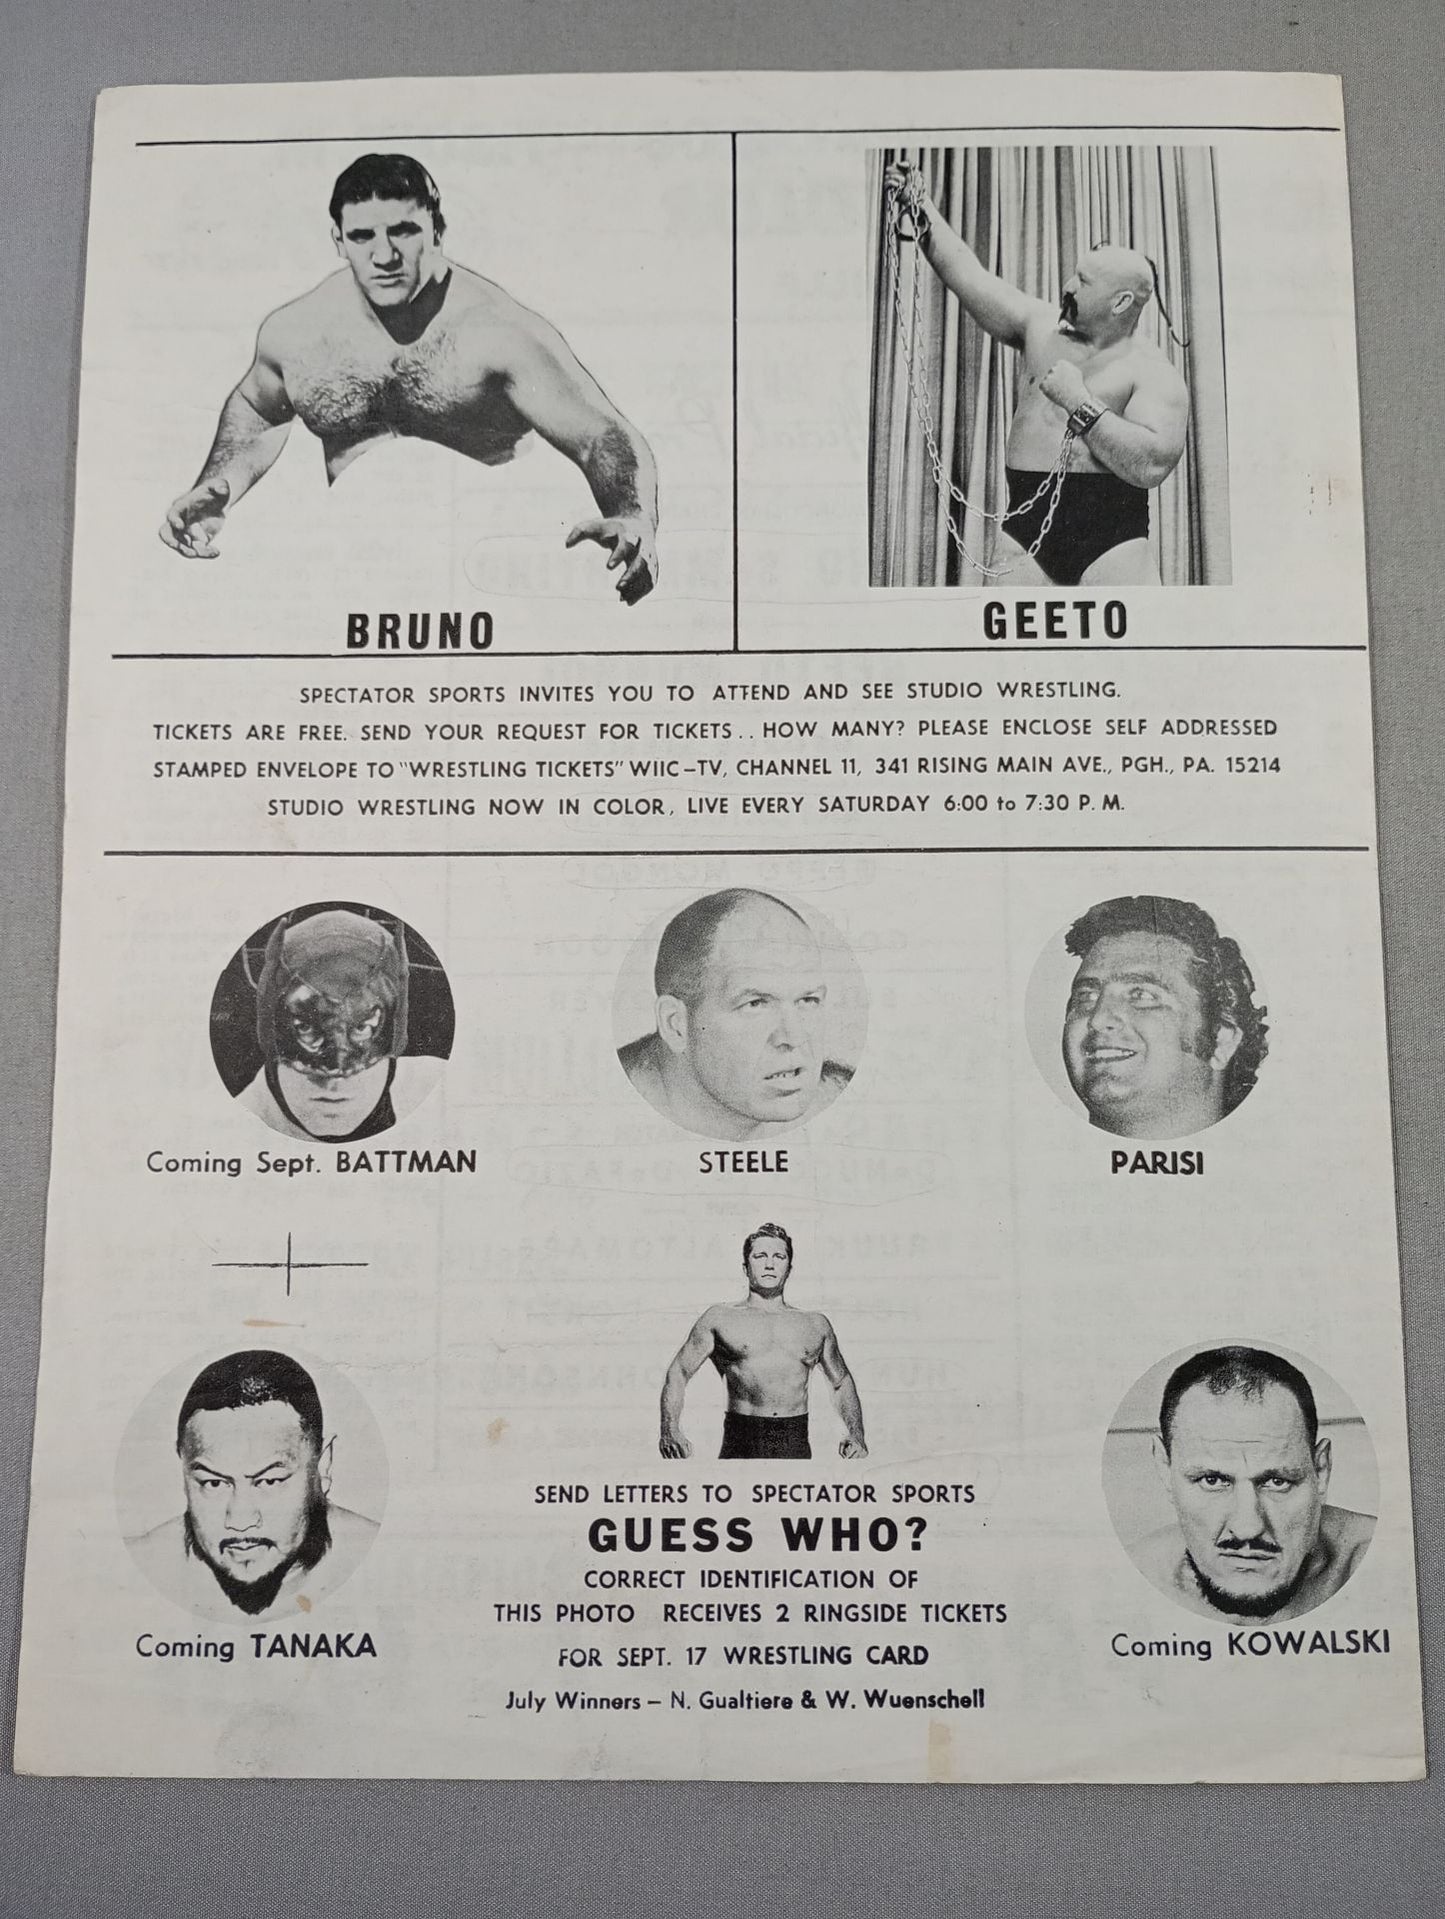 BRUNO
GEETO
SPECTATOR SPORTS INVITES YOU TO ATTEND AND SEE STUDIO WRESTLING.
TICKETS ARE FREE. SEND YOUR REQUEST FOR TICKETS . . HOW MANY? PLEASE ENCLOSE SELF ADDRESSED
STAMPED ENVELOPE TO "WRESTLING TICKETS" WIIC-TV, CHANNEL 11, 341 RISING MAIN AVE., PGH., PA. 15214
STUDIO WRESTLING NOW IN COLOR, LIVE EVERY SATURDAY 6:00 to 7:30 P. M.
Coming Sept. BATTMAN
STEELE
PARISI
SEND LETTERS TO SPECTATOR SPORTS
GUESS WHO?
CORRECT IDENTIFICATION OF
THIS PHOTO RECEIVES 2 RINGSIDE TICKETS
FOR SEPT. 17 WRESTLING CARD
July Winners - N. Gualtiere & W. Wuenschell
Coming TANAKA
Coming KOWALSKI